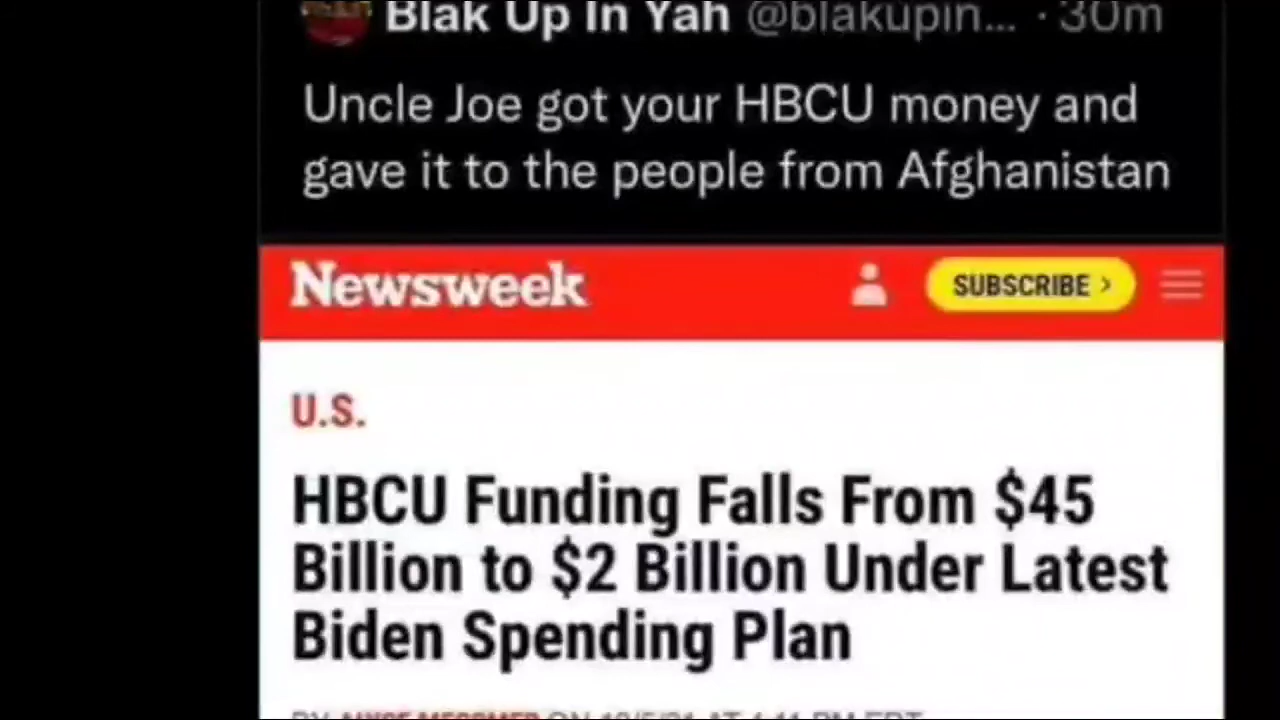 Blak Up In Yah @blakupin... · 30m
Uncle Joe got your HBCU money and
gave it to the people from Afghanistan
Newsweek
SUBSCRIBE >
U.S.
HBCU Funding Falls From $45
Billion to $2 Billion Under Latest
Biden Spending Plan